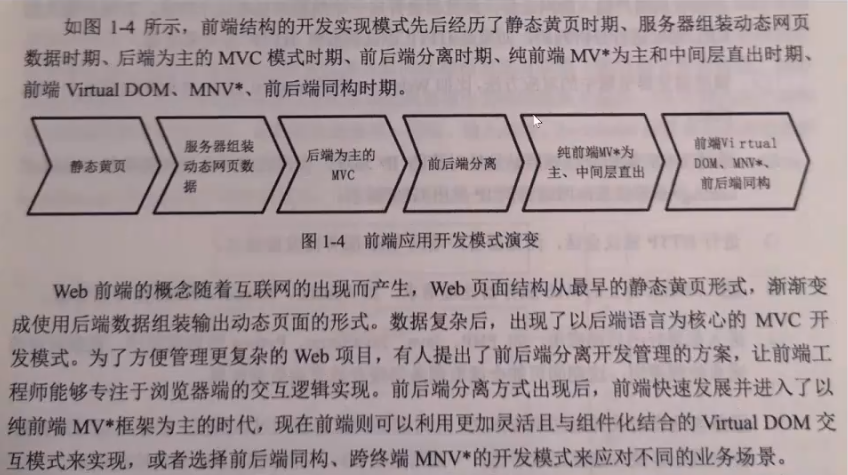 如图 1-4 所示，前端结构的开发实现模式先后经历了静态黄页时期、服务器组装动态网页
数据时期、后端为主的 MVC 模式时期、前后端分离时期、纯前端 MV*为主和中间层直出时期、
前端 Virtual DOM、MNV*、前后端同构时期。
静态黄页
服务器组装
动态网页数
据
后端为主的
MVC
前后端分离
纯前端MV*为
主、中间层直出
前端Virtual
DOM、MNV*、
前后端同构
图 1-4 前端应用开发模式演变
Web 前端的概念随着互联网的出现而产生，Web 页面结构从最早的静态黄页形式，渐渐变
成使用后端数据组装输出动态页面的形式。数据复杂后，出现了以后端语言为核心的 MVC 开
发模式。为了方便管理更复杂的 Web 项目，有人提出了前后端分离开发管理的方案，让前端工
程师能够专注于浏览器端的交互逻辑实现。前后端分离方式出现后，前端快速发展并进入了以
纯前端 MV*框架为主的时代，现在前端则可以利用更加灵活且与组件化结合的 Virtual DOM 交
互模式来实现，或者选择前后端同构、跨终端 MNV*的开发模式来应对不同的业务场景。